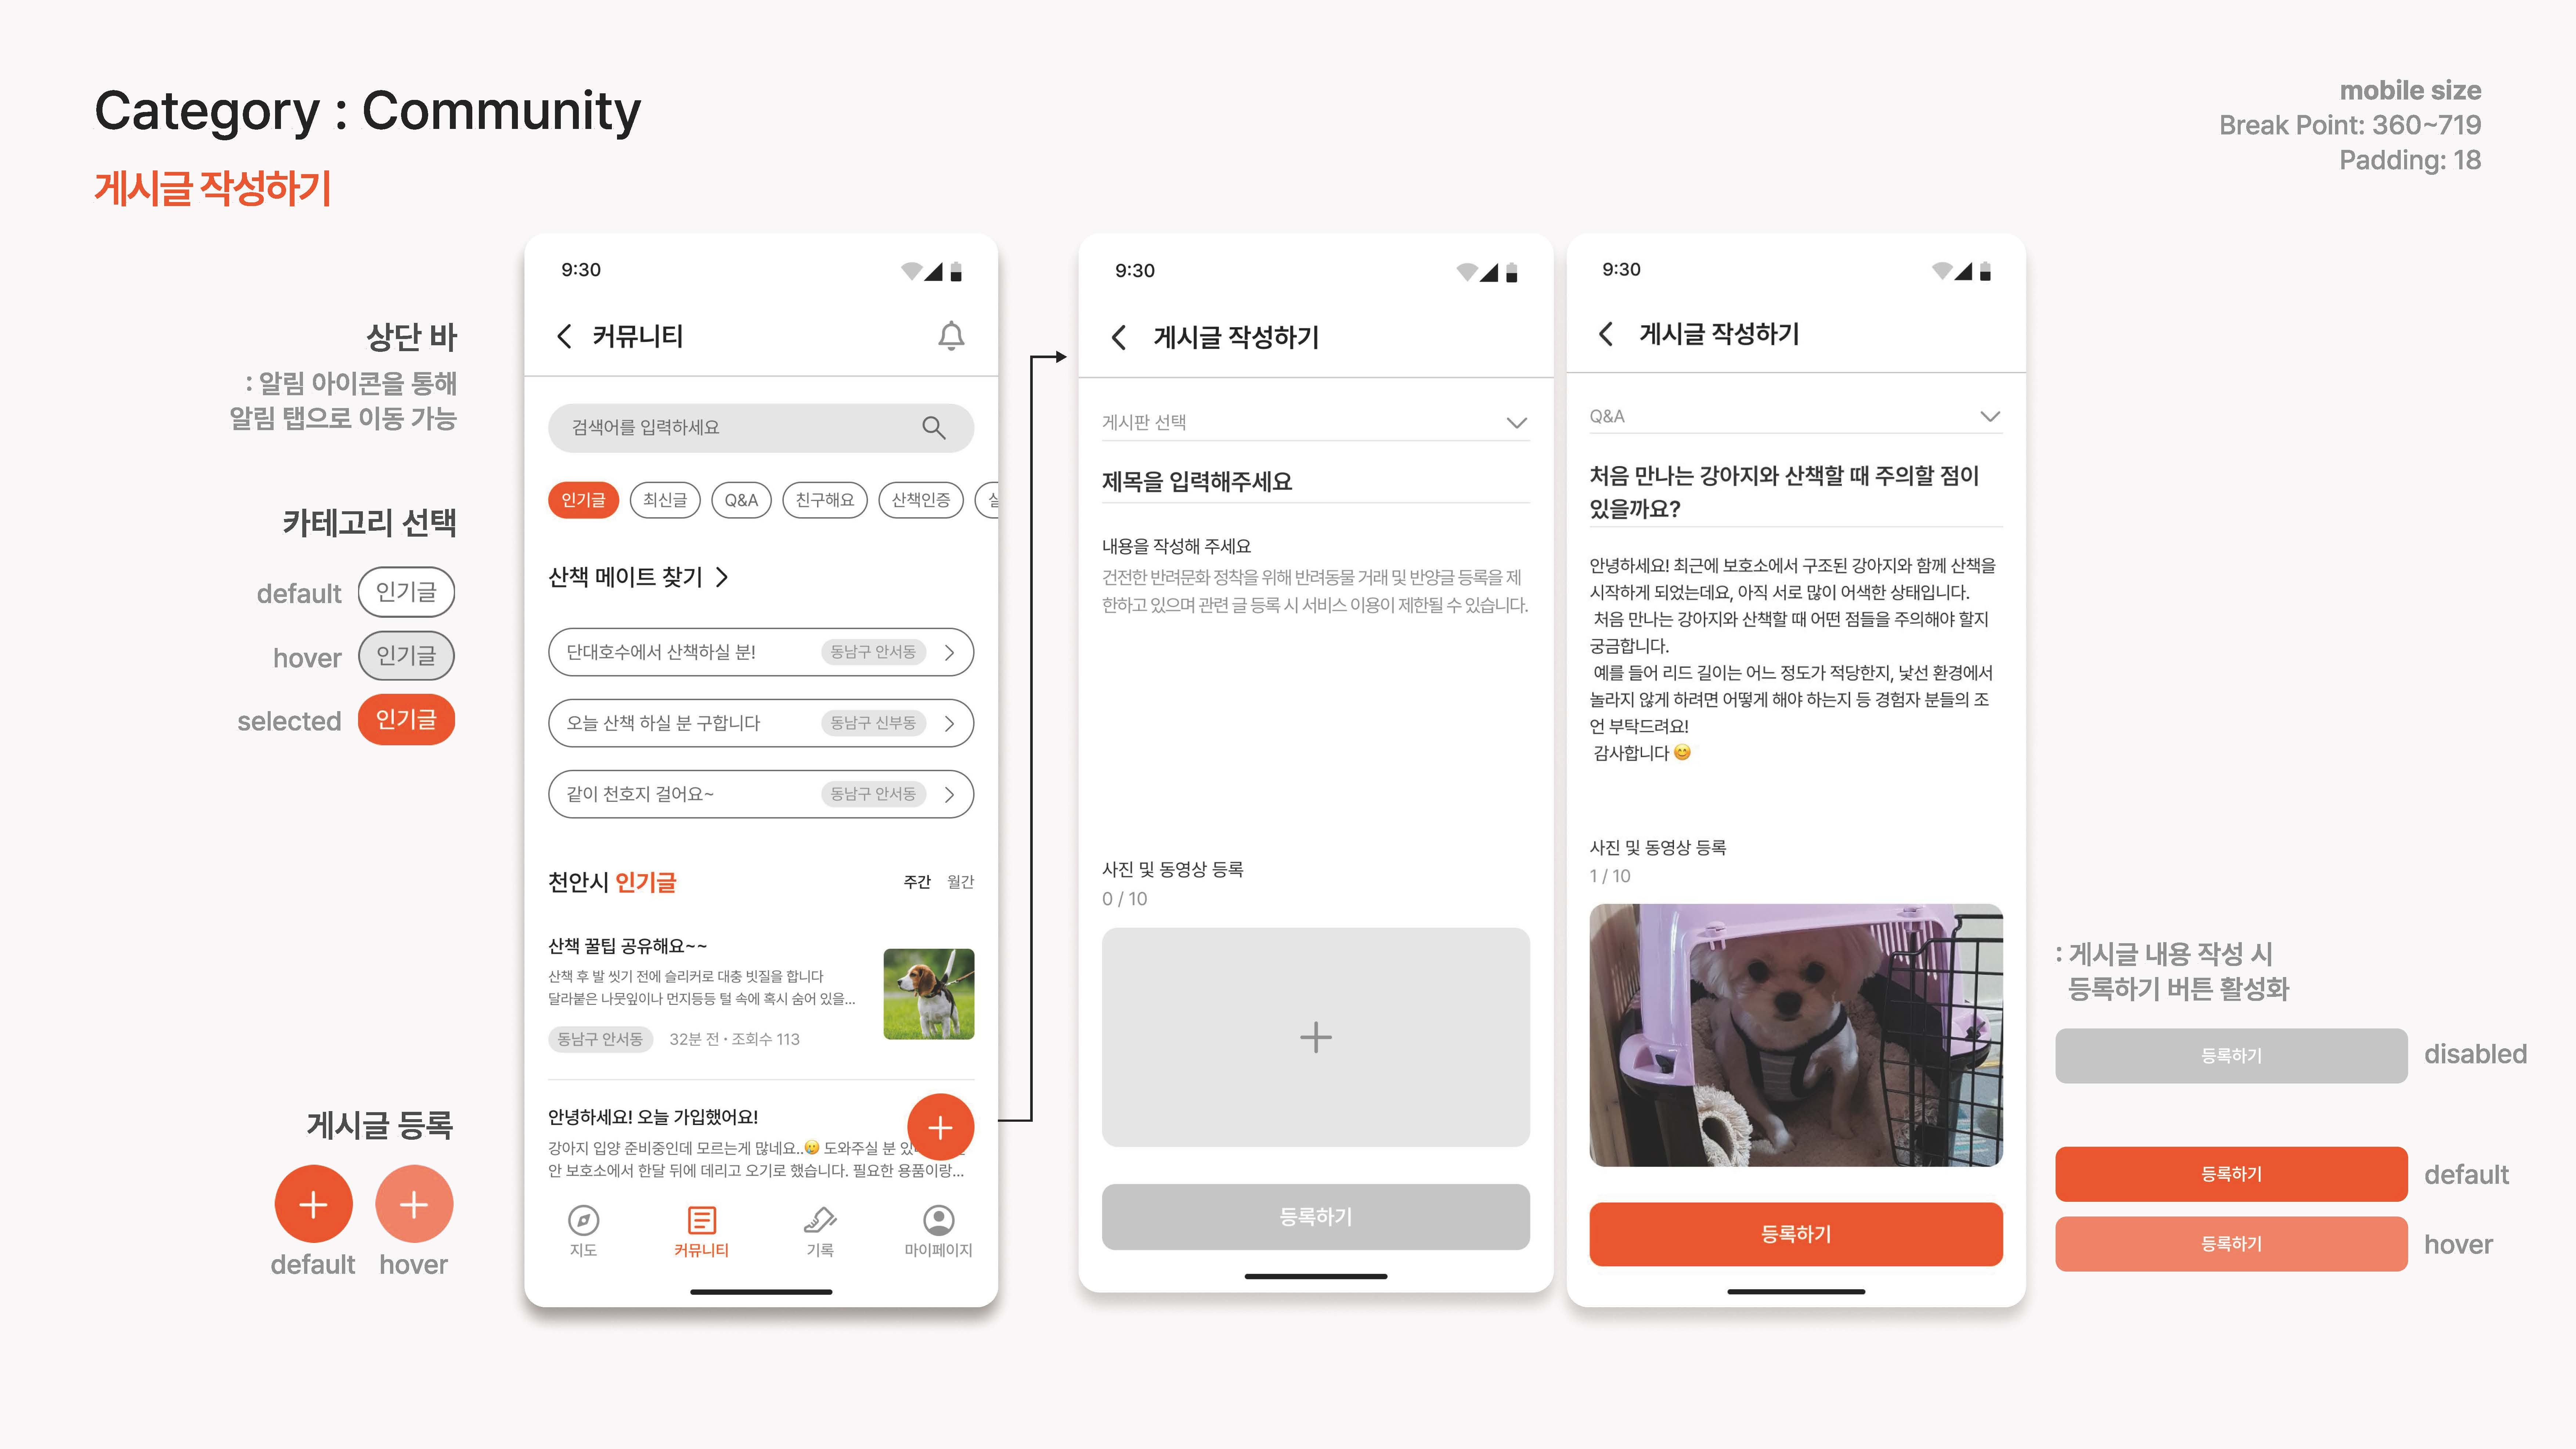 Category : Community
게시글 작성하기
mobile size
Break Point: 360~719
Padding: 18
상단 바
: 알림 아이콘을 통해
알림 탭으로 이동 가능
카테고리 선택
default 인기글
hover 인기글
selected 인기글
게시글 등록
default hover
9:30
커뮤니티
검색어를 입력하세요
인기글 최신글 Q&A 친구해요 산책인증
산책 메이트 찾기
단대호수에서 산책하실 분! 동남구 안서동
오늘 산책 하실 분 구합니다 동남구 신부동
같이 천호지 걸어요~ 동남구 안서동
천안시 인기글 주간 월간
산책 꿀팁 공유해요~~
산책 후 발 씻기 전에 슬리커로 대충 빗질을 합니다
달라붙은 나뭇잎이나 먼지등등 털 속에 혹시 숨어 있을...
동남구 안서동 32분 전 • 조회수 113
안녕하세요! 오늘 가입했어요!
강아지 입양 준비중인데 모르는게 많네요..🥲 도와주실 분
안 보호소에서 한달 뒤에 데리고 오기로 했습니다. 필요한 용품이랑...
지도 커뮤니티 기록 마이페이지
9:30
게시글 작성하기
게시판 선택
제목을 입력해주세요
내용을 작성해 주세요
건전한 반려문화 정착을 위해 반려동물 거래 및 반양글 등록을 제
한하고 있으며 관련 글 등록 시 서비스 이용이 제한될 수 있습니다.
사진 및 동영상 등록
0 / 10
등록하기
9:30
게시글 작성하기
Q&A
처음 만나는 강아지와 산책할 때 주의할 점이
있을까요?
안녕하세요! 최근에 보호소에서 구조된 강아지와 함께 산책을
시작하게 되었는데요, 아직 서로 많이 어색한 상태입니다.
처음 만나는 강아지와 산책할 때 어떤 점들을 주의해야 할지
궁금합니다.
예를 들어 리드 길이는 어느 정도가 적당한지, 낯선 환경에서
놀라지 않게 하려면 어떻게 해야 하는지 등 경험자 분들의 조
언 부탁드려요!
감사합니다 😊
사진 및 동영상 등록
1 / 10
등록하기
: 게시글 내용 작성 시
등록하기 버튼 활성화
등록하기 disabled
등록하기 default
등록하기 hover